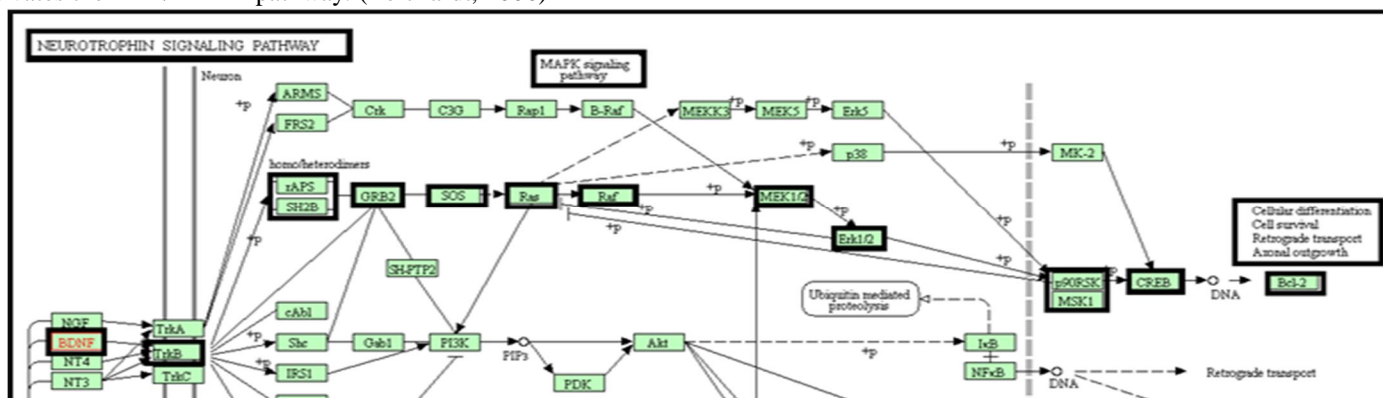 NEUROTROPHIN SIGNALING PATHWAY
MAPK signaling
pathway
Neuron
+p
ARMS
FRS2
Crk
C3G
Rap1
B-Raf
MEKK3
+p
MEK5
+p
Erk5
p38
+p
+p
MK-2
homo/heterodimers
rAPS
SH2B
GRB2
SOS
Ras
Raf
+p
MEK1/2
+p
+p
+p
Erk1/2
+p
+p
+p
SH-PTP2
Cellular differentiation
Cell survival
Retrograde transport
Axonal outgrowth
p90RSK
MSK1
+p
CREB
DNA
Bcl-2
Ubiquitin mediated
proteolysis
NGF
BDNF
NT4
NT3
TrkA
TrkB
TrkC
cAbl
+p
Shc
+p
IRS1
Gab1
PI3K
PIP3
PDK
Akt
+p
IκB
NFκB
DNA
Retrograde transport